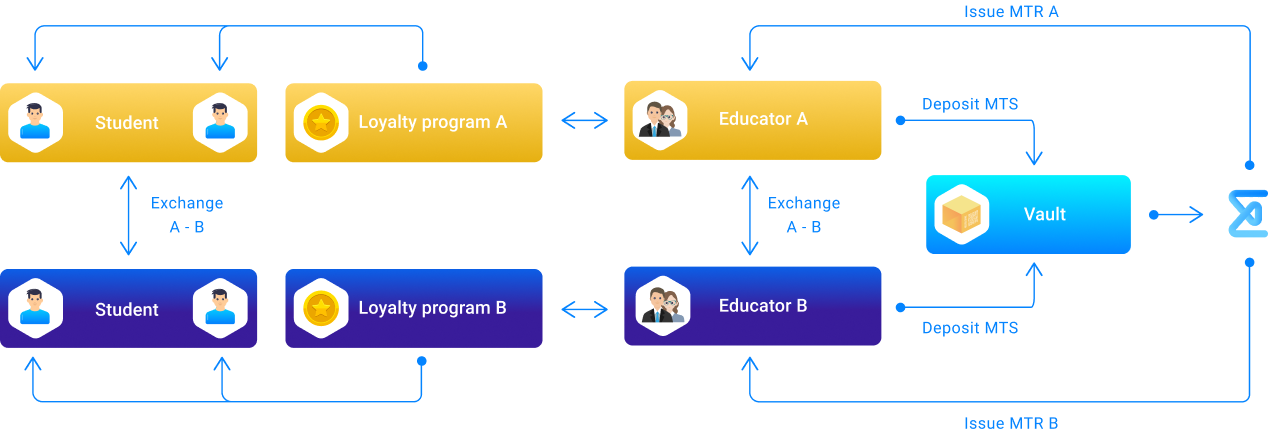 Issue MTR A
Deposit MTS
Student
Loyalty program A
Educator A
Exchange
A - B
Exchange
A - B
Vault
Student
Loyalty program B
Educator B
Deposit MTS
Issue MTR B